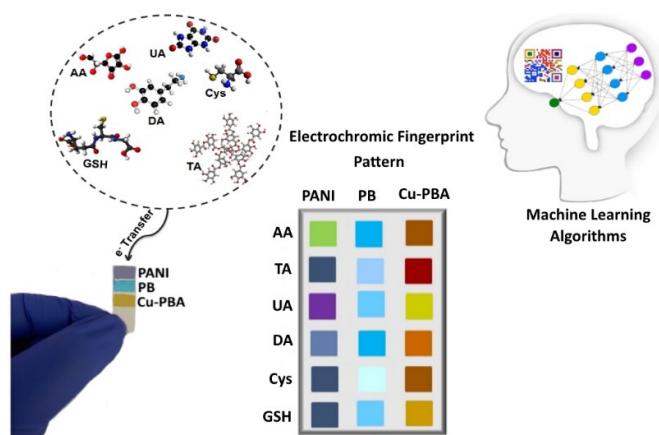 UA
AA
Cys
DA
GSH
TA
e⁻ Transfer
PANI
PB
Cu-PBA
Electrochromic Fingerprint
Pattern
PANI PB Cu-PBA
AA
TA
UA
DA
Cys
GSH
Machine Learning
Algorithms